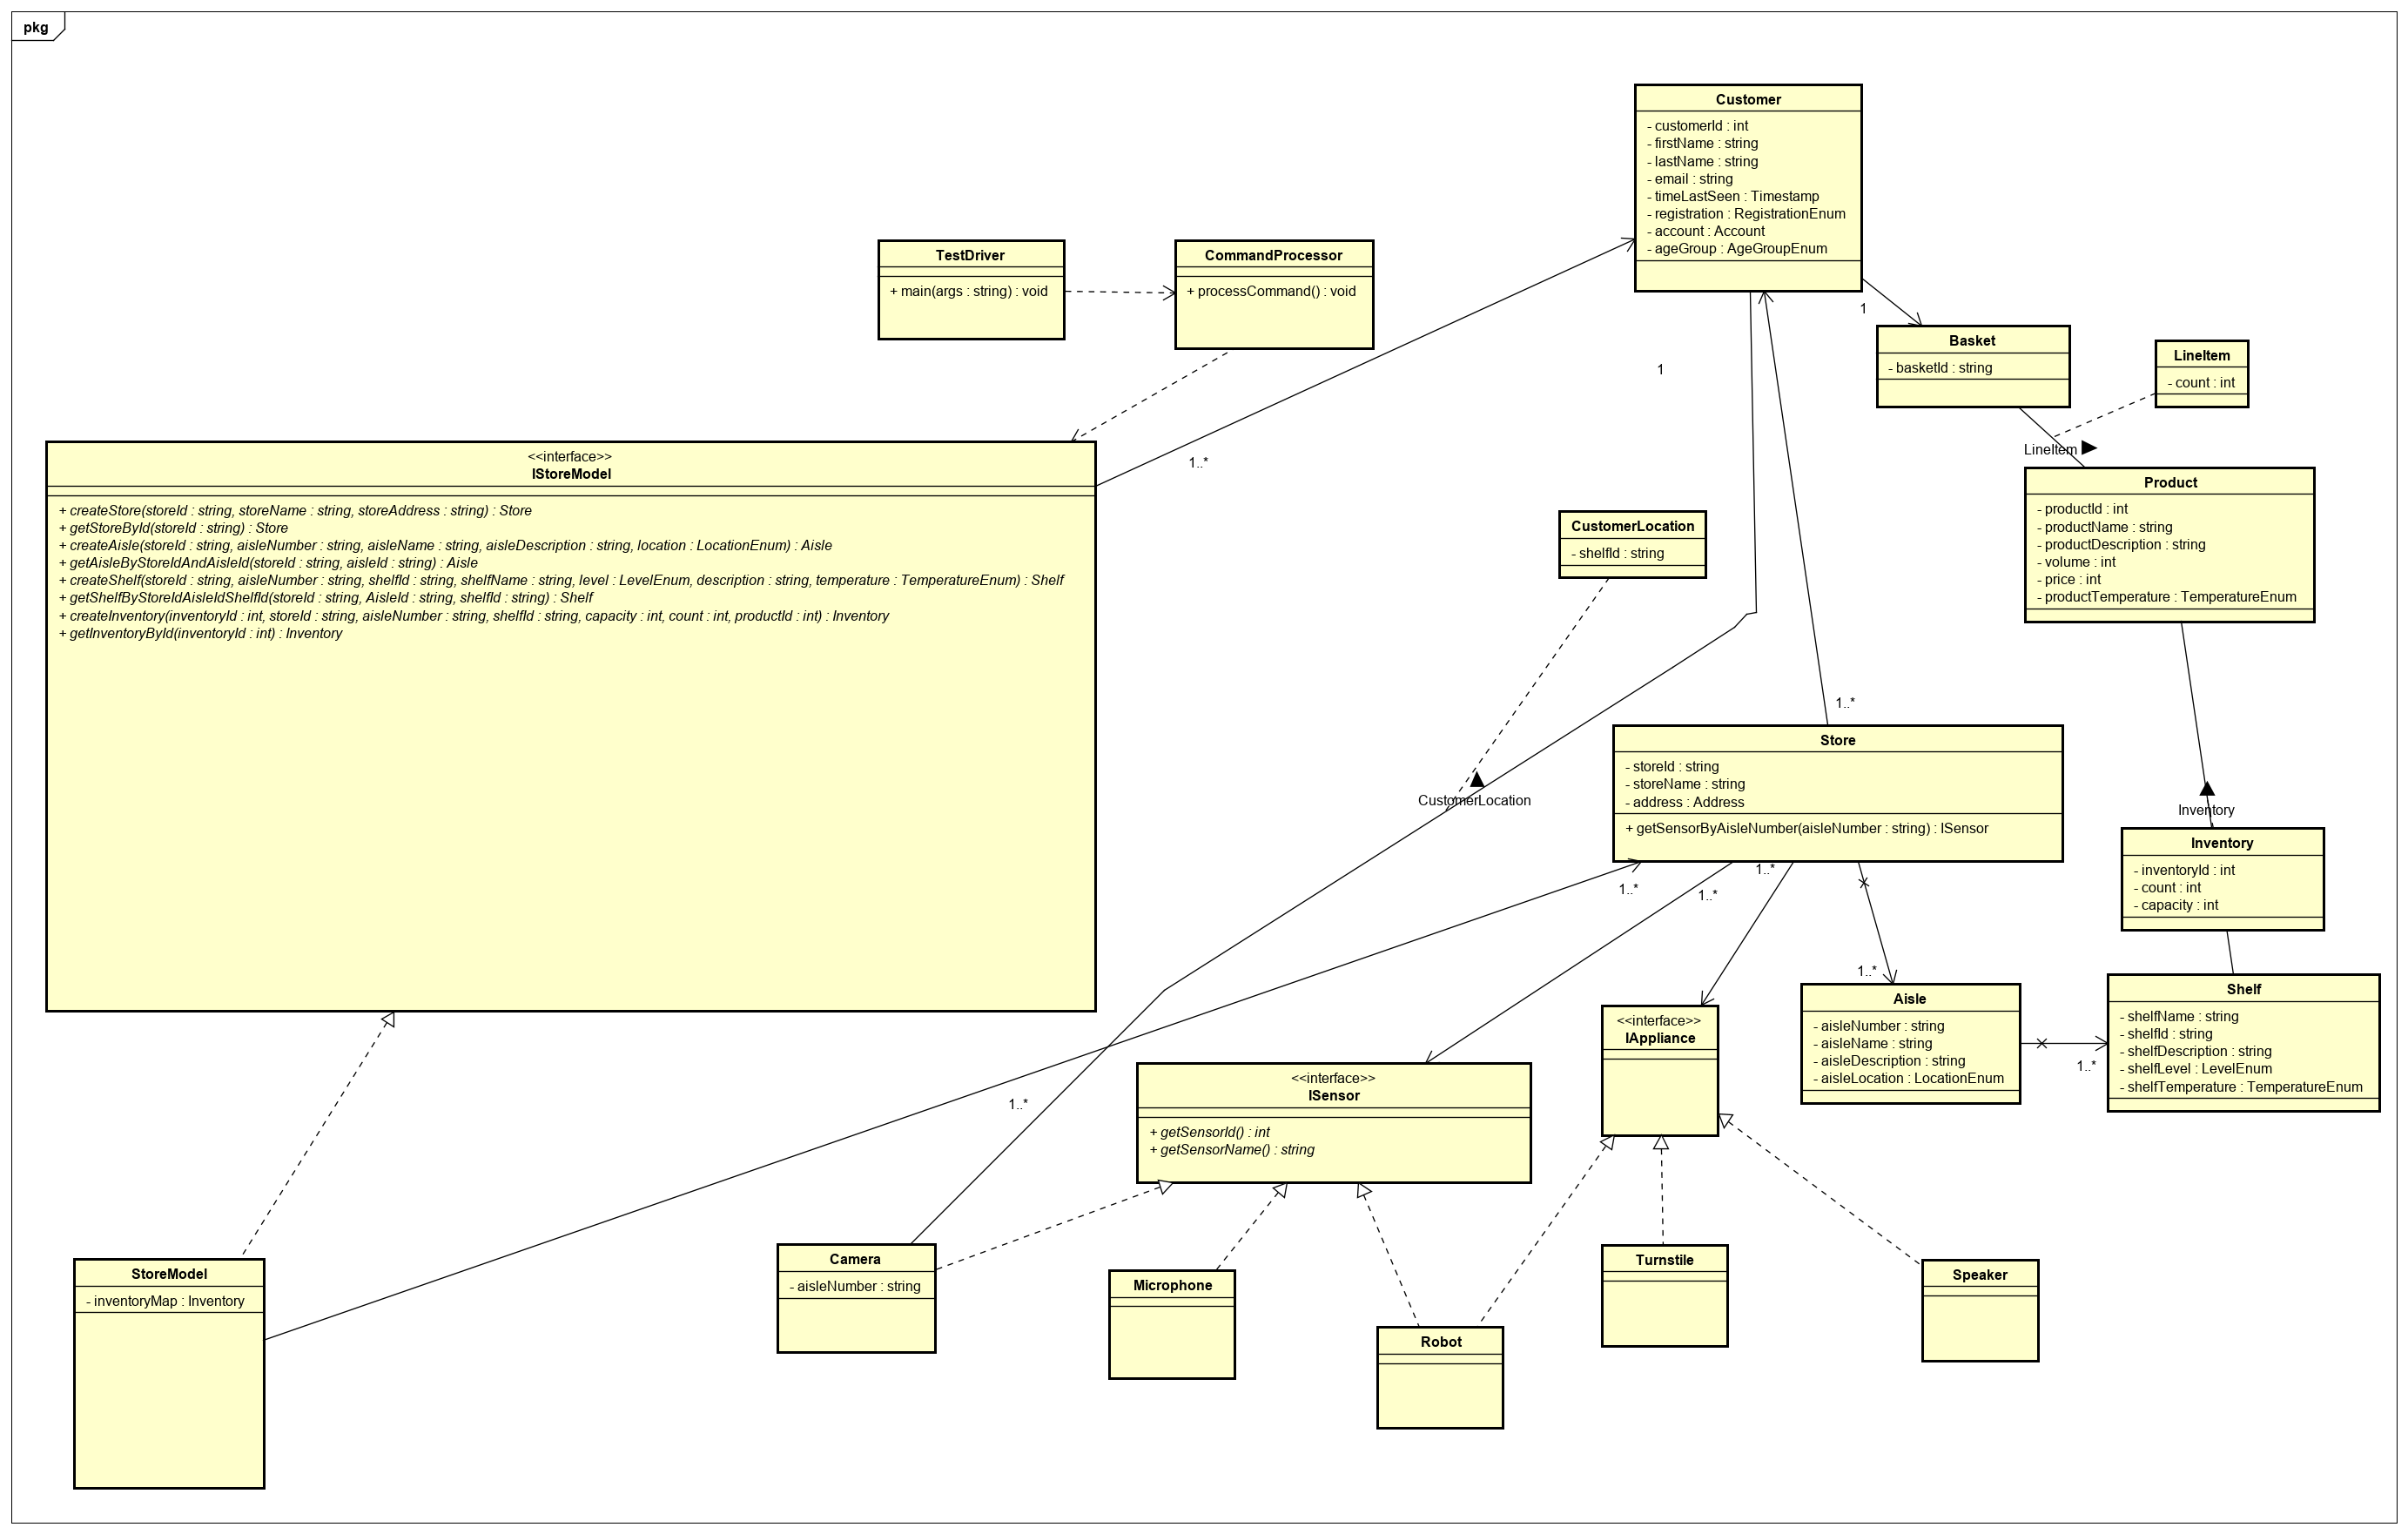 pkg
Customer
- customerId : int
- firstName : string
- lastName : string
- email : string
- timeLastSeen : Timestamp
- registration : RegistrationEnum
- account : Account
- ageGroup : AgeGroupEnum
TestDriver
+ main(args : string) : void
CommandProcessor
+ processCommand() : void
1
Basket
- basketId : string
LineItem
- count : int
1
LineItem
<<interface>>
IStoreModel
+ createStore(storeId : string, storeName : string, storeAddress : string) : Store
+ getStoreById(storeId : string) : Store
+ createAisle(storeId : string, aisleNumber : string, aisleName : string, aisleDescription : string, location : LocationEnum) : Aisle
+ getAisleByStoreIdAndAisleId(storeId : string, aisleId : string) : Aisle
+ createShelf(storeId : string, aisleNumber : string, shelfId : string, shelfName : string, level : LevelEnum, description : string, temperature : TemperatureEnum) : Shelf
+ getShelfByStoreIdAisleIdShelfId(storeId : string, AisleId : string, shelfId : string) : Shelf
+ createInventory(inventoryId : int, storeId : string, aisleNumber : string, shelfId : string, capacity : int, count : int, productId : int) : Inventory
+ getInventoryById(inventoryId : int) : Inventory
1..*
Product
- productId : int
- productName : string
- productDescription : string
- volume : int
- price : int
- productTemperature : TemperatureEnum
CustomerLocation
- shelfId : string
1..*
Store
- storeId : string
- storeName : string
- address : Address
+ getSensorByAisleNumber(aisleNumber : string) : ISensor
CustomerLocation
Inventory
Inventory
- inventoryId : int
- count : int
- capacity : int
1..*
1..*
1..*
1..*
<<interface>>
IAppliance
Aisle
- aisleNumber : string
- aisleName : string
- aisleDescription : string
- aisleLocation : LocationEnum
1..*
Shelf
- shelfName : string
- shelfId : string
- shelfDescription : string
- shelfLevel : LevelEnum
- shelfTemperature : TemperatureEnum
1..*
<<interface>>
ISensor
+ getSensorId() : int
+ getSensorName() : string
StoreModel
- inventoryMap : Inventory
Camera
- aisleNumber : string
Microphone
Robot
Turnstile
Speaker